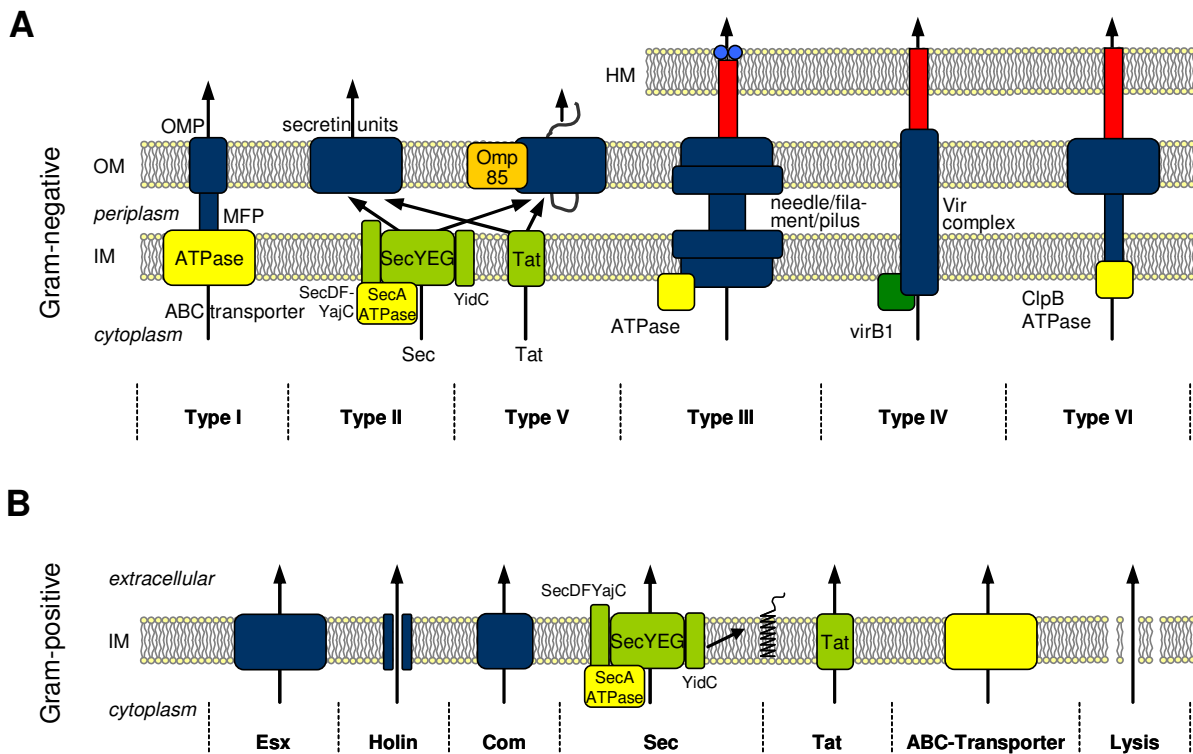 A
Gram-negative
HM
OMP
secretin units
OM
Omp
85
periplasm
MFP
needle/fila-
ment/pilus
Vir
complex
IM
ATPase
SecYEG
Tat
SecDF-
YajC
SecA
ATPase
YidC
ABC transporter
ATPase
virB1
ClpB
ATPase
cytoplasm
Sec
Tat
Type I
Type II
Type V
Type III
Type IV
Type VI
B
Gram-positive
extracellular
SecDFYajC
IM
SecYEG
Tat
SecA
ATPase
YidC
cytoplasm
Esx
Holin
Com
Sec
Tat
ABC-Transporter
Lysis